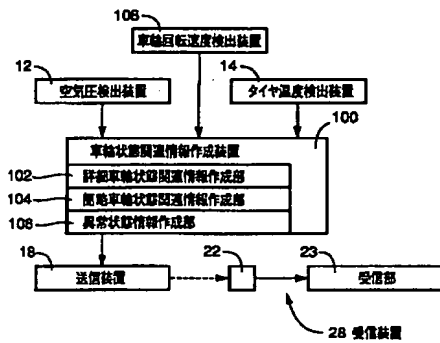 106
車輪回転速度検出装置
12
空気圧検出装置
14
タイヤ温度検出装置
100
車輪状態関連情報作成装置
102
詳細車輪状態関連情報作成部
104
簡略車輪状態関連情報作成部
108
異常状態情報作成部
18
送信装置
22
23
受信部
28 受信装置